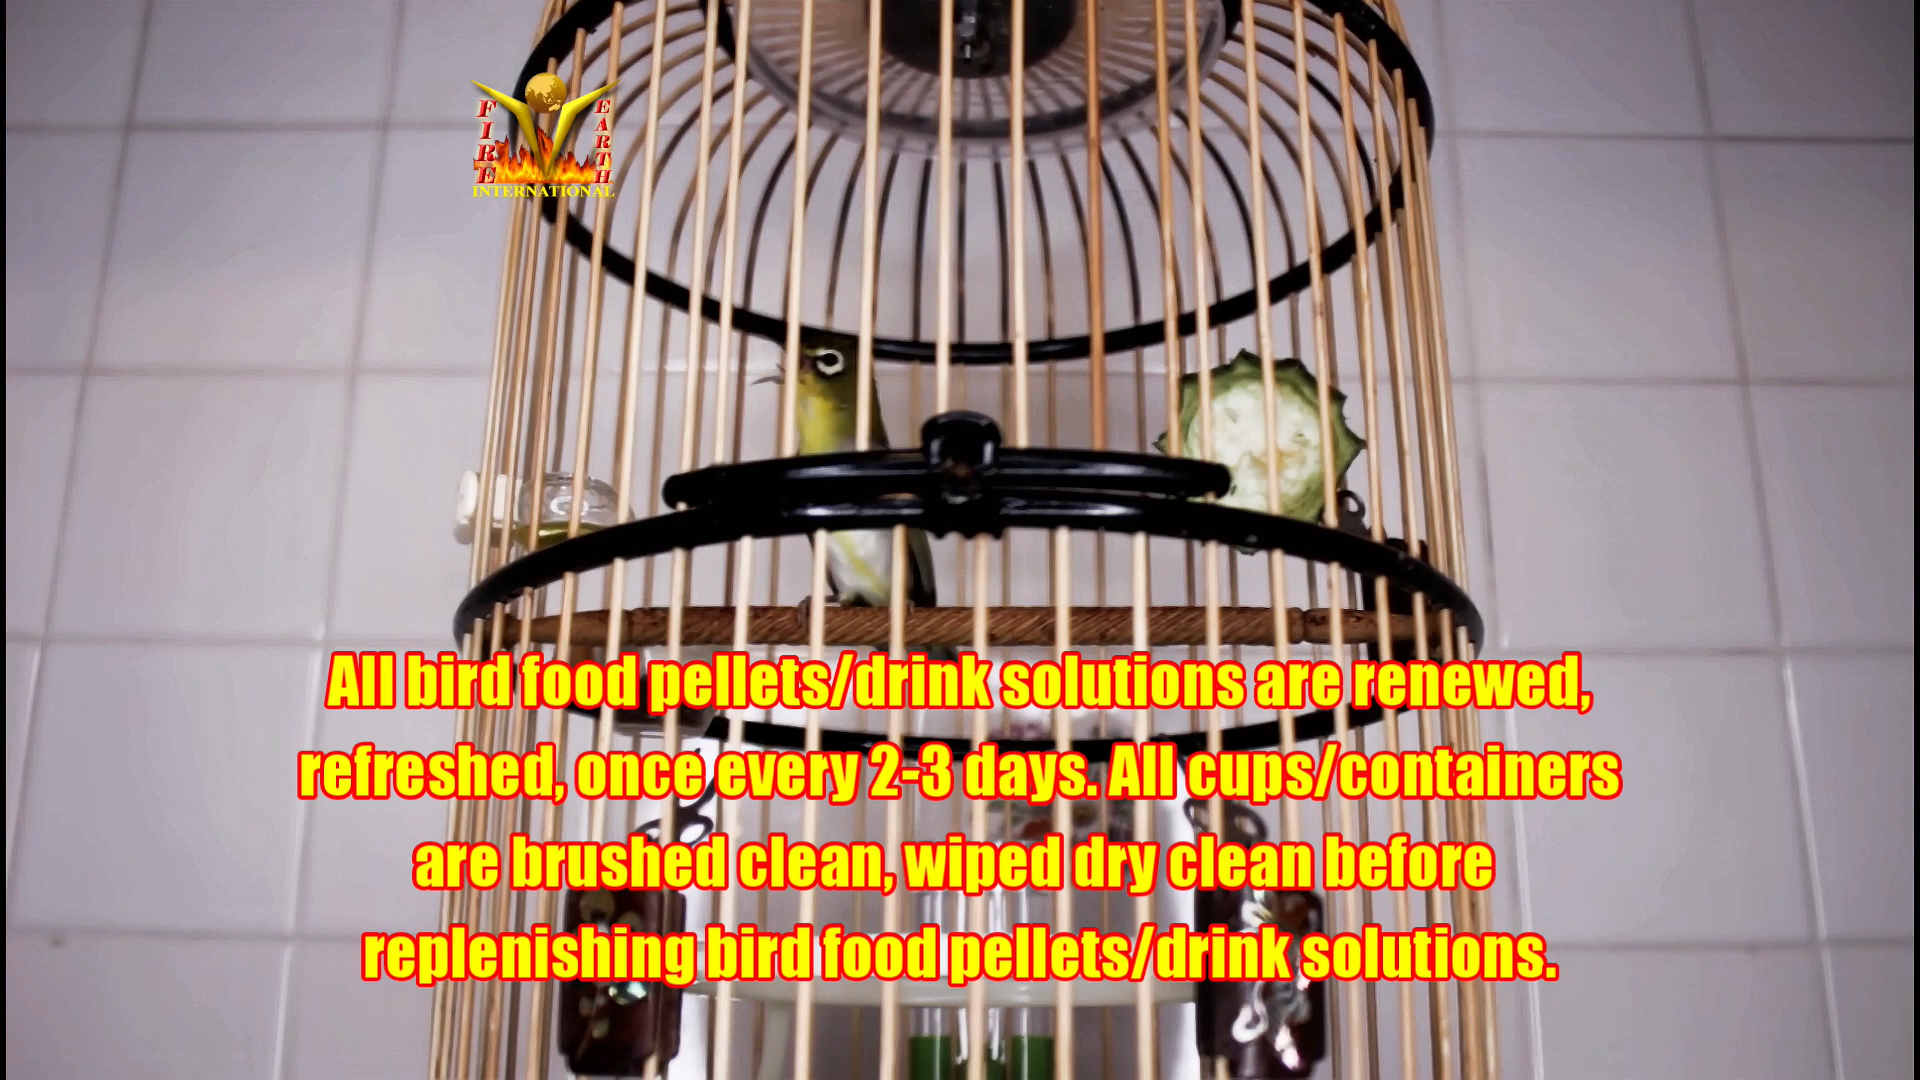 FIRE
EARTH
INTERNATIONAL
All bird food pellets/drink solutions are renewed,
refreshed, once every 2-3 days. All cups/containers
are brushed clean, wiped dry clean before
replenishing bird food pellets/drink solutions.